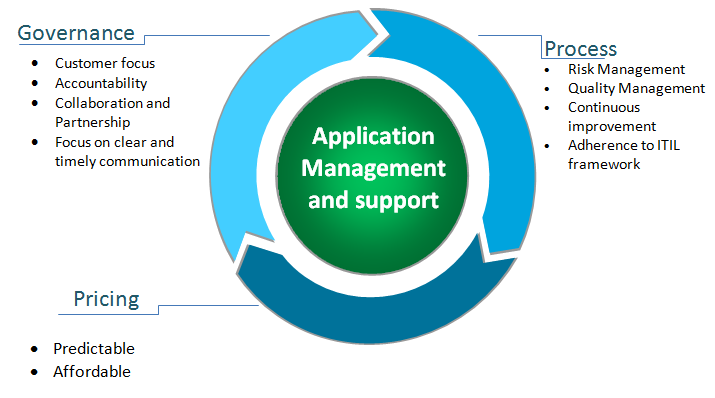 Governance
• Customer focus
• Accountability
• Collaboration and
Partnership
• Focus on clear and
timely communication
Process
• Risk Management
• Quality Management
• Continuous
improvement
• Adherence to ITIL
framework
Application
Management
and support
Pricing
• Predictable
• Affordable